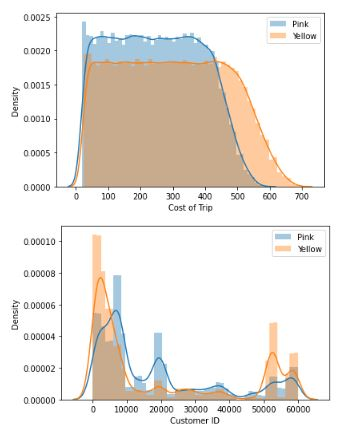 0.0025
0.0020
0.0015
0.0010
0.0005
0.0000
Density
Pink
Yellow
0 100 200 300 400 500 600 700
Cost of Trip
0.00010
0.00008
0.00006
0.00004
0.00002
0.00000
Density
Pink
Yellow
0 10000 20000 30000 40000 50000 60000
Customer ID